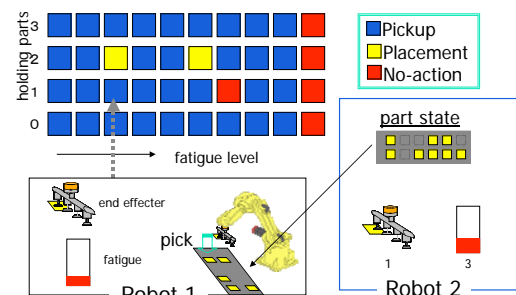 holding parts
3
2
1
0
fatigue level
Pickup
Placement
No-action
part state
end effecter
pick
fatigue
Robot 1
1
3
Robot 2